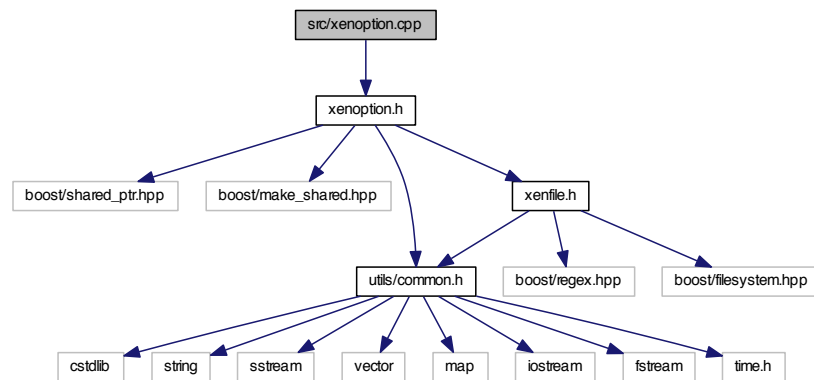 src/xenoption.cpp
xenoption.h
boost/shared_ptr.hpp
boost/make_shared.hpp
xenfile.h
utils/common.h
boost/regex.hpp
boost/filesystem.hpp
cstdlib
string
sstream
vector
map
iostream
fstream
time.h